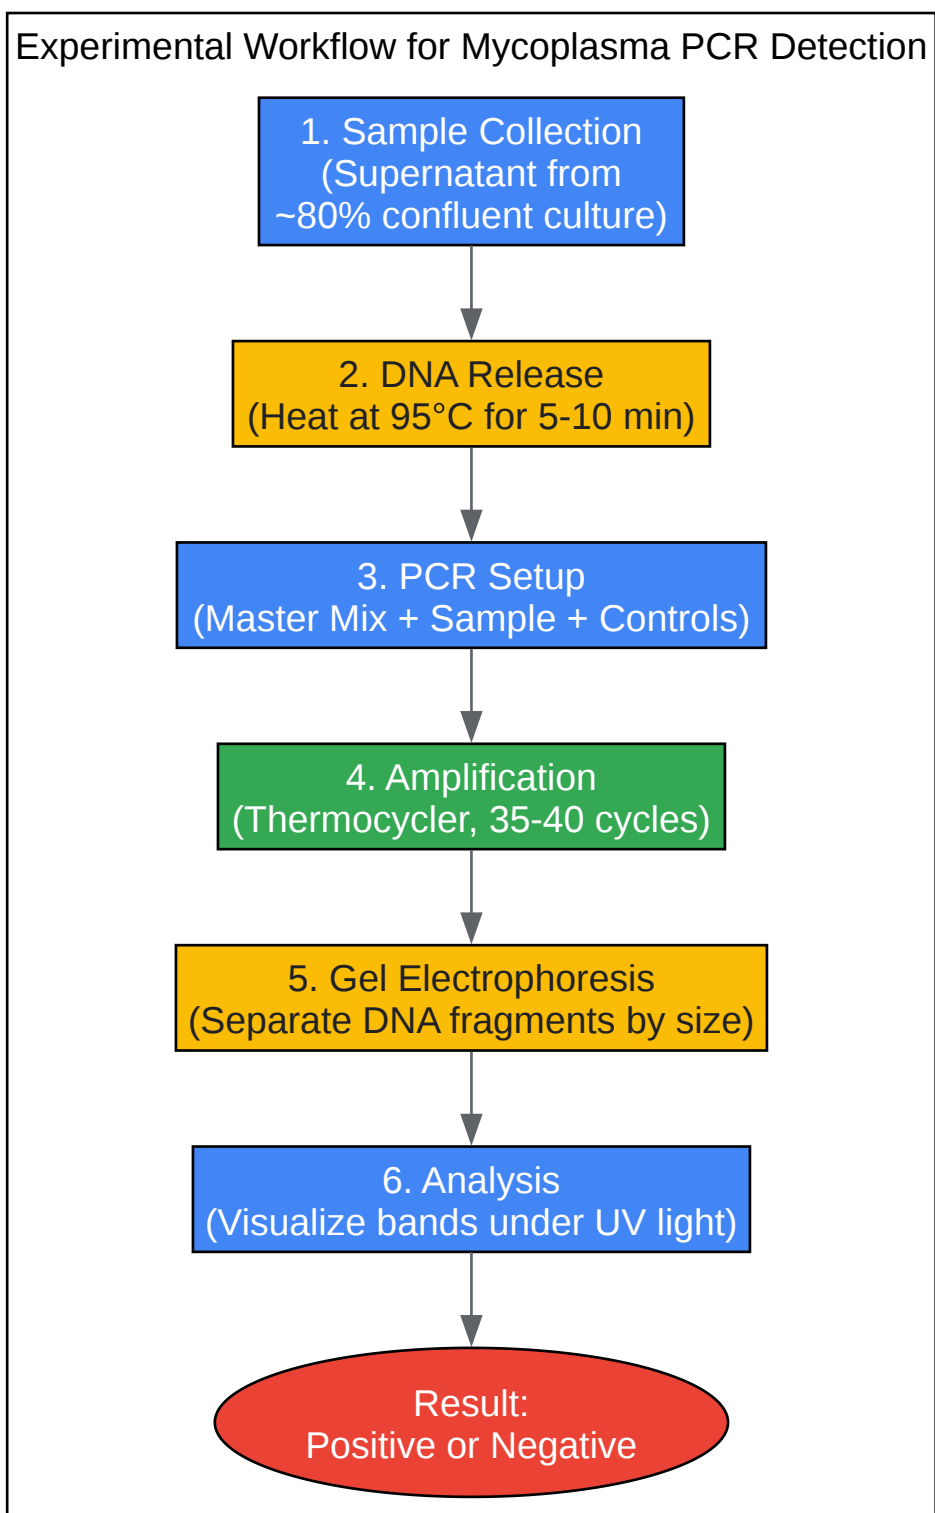 Experimental Workflow for Mycoplasma PCR Detection
1. Sample Collection
(Supernatant from
~80% confluent culture)
2. DNA Release
(Heat at 95°C for 5-10 min)
3. PCR Setup
(Master Mix + Sample + Controls)
4. Amplification
(Thermocycler, 35-40 cycles)
5. Gel Electrophoresis
(Separate DNA fragments by size)
6. Analysis
(Visualize bands under UV light)
Result:
Positive or Negative